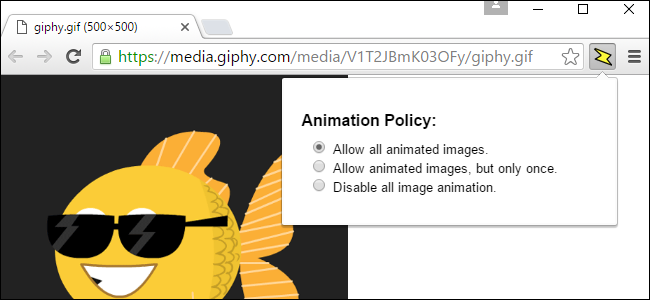 giphy.gif (500×500)
https://media.giphy.com/media/V1T2JBmK03OFy/giphy.gif
Animation Policy:
Allow all animated images.
Allow animated images, but only once.
Disable all image animation.